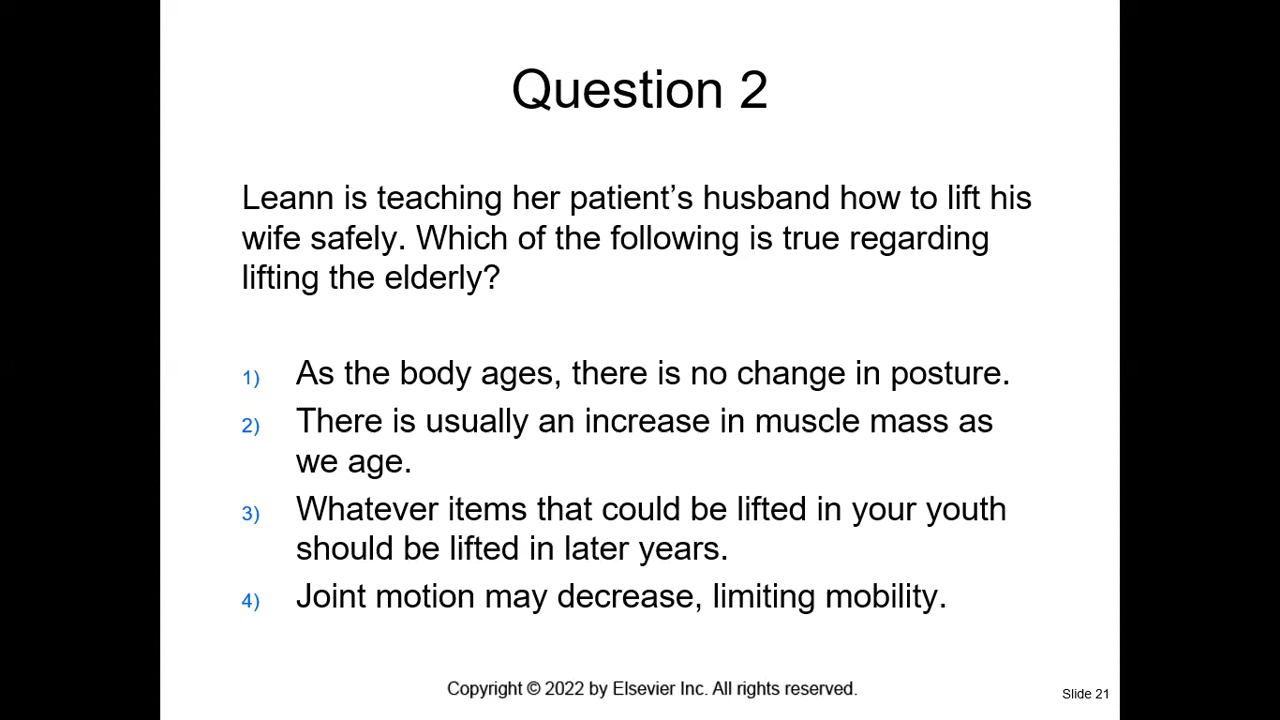 Question 2
Leann is teaching her patient’s husband how to lift his
wife safely. Which of the following is true regarding
lifting the elderly?
1) As the body ages, there is no change in posture.
2) There is usually an increase in muscle mass as
we age.
3) Whatever items that could be lifted in your youth
should be lifted in later years.
4) Joint motion may decrease, limiting mobility.
Copyright © 2022 by Elsevier Inc. All rights reserved.
Slide 21